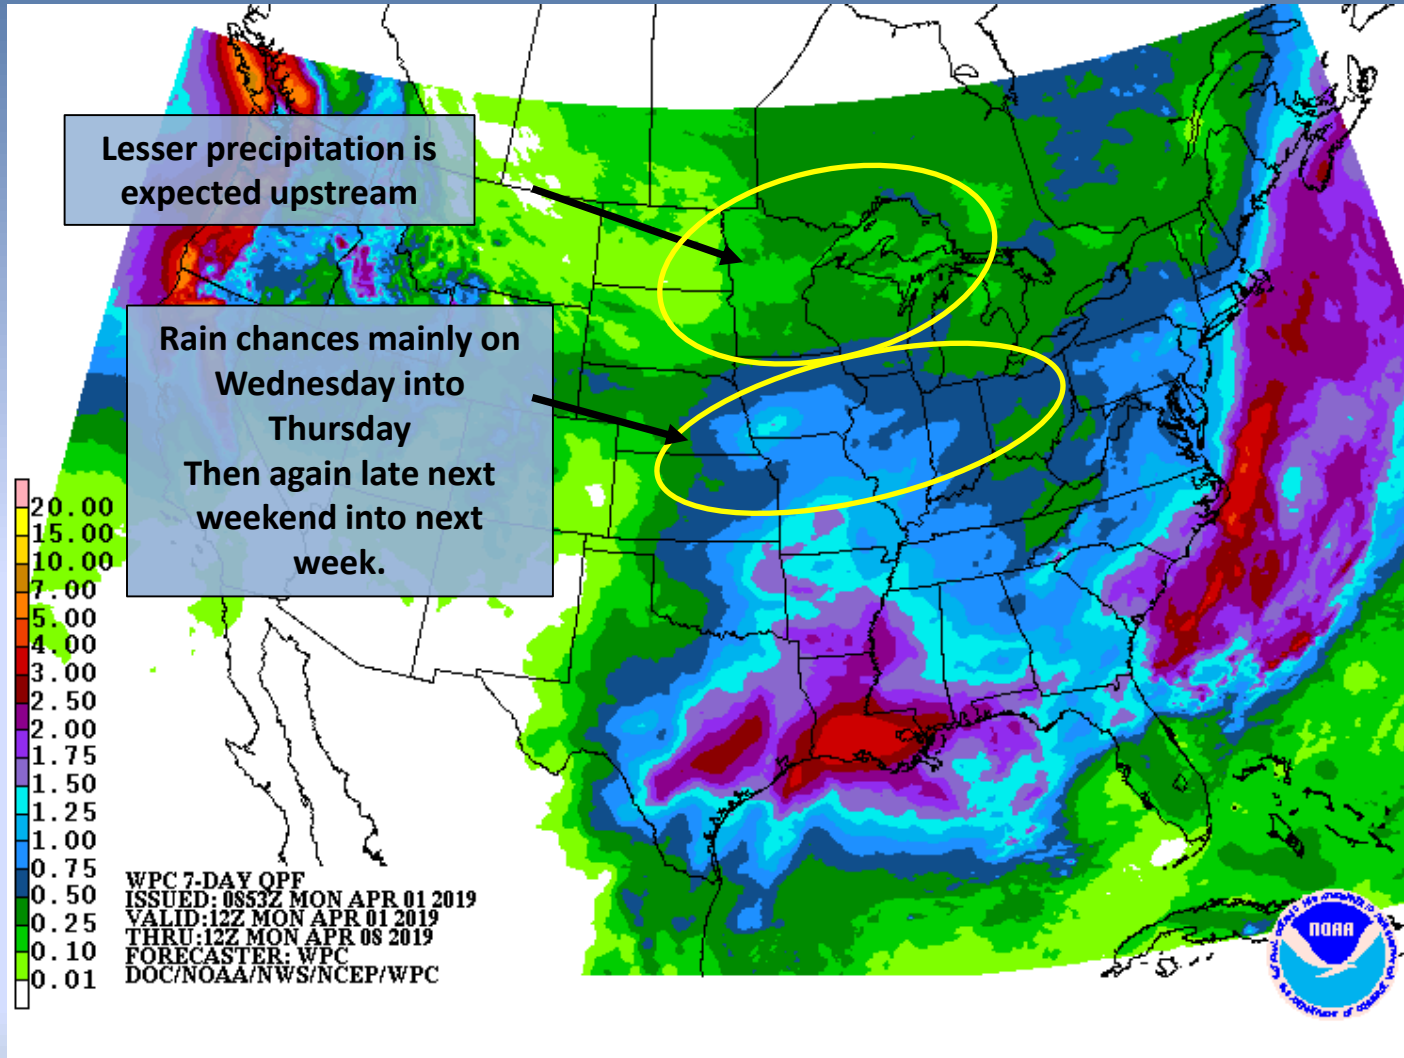 Lesser precipitation is
expected upstream
Rain chances mainly on
Wednesday into
Thursday
Then again late next
weekend into next
week.
20.00
15.00
10.00
7.00
5.00
4.00
3.00
2.50
2.00
1.75
1.50
1.25
1.00
0.75
0.50
0.25
0.10
0.01
WPC 7-DAY QPF
ISSUED: 0853Z MON APR 01 2019
VALID:12Z MON APR 01 2019
THRU:12Z MON APR 08 2019
FORECASTER: WPC
DOC/NOAA/NWS/NCEP/WPC
NOAA